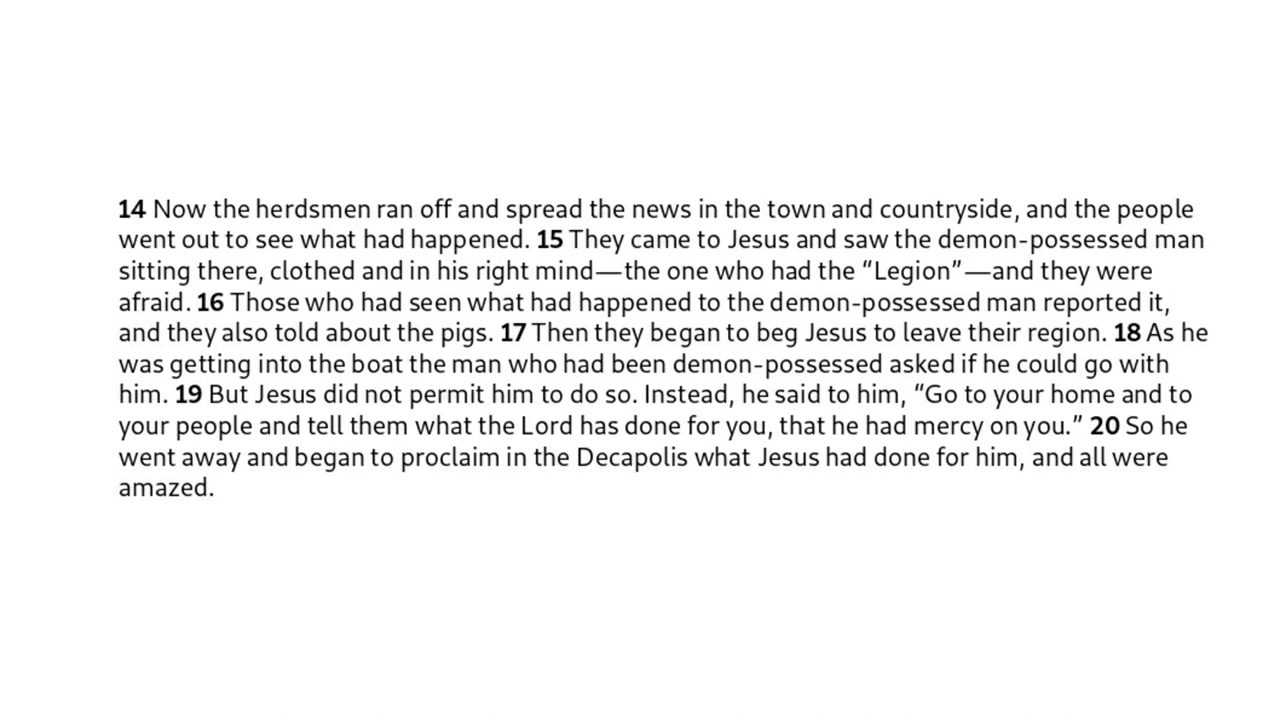 14 Now the herdsmen ran off and spread the news in the town and countryside, and the people
went out to see what had happened. 15 They came to Jesus and saw the demon-possessed man
sitting there, clothed and in his right mind—the one who had the “Legion”—and they were
afraid. 16 Those who had seen what had happened to the demon-possessed man reported it,
and they also told about the pigs. 17 Then they began to beg Jesus to leave their region. 18 As he
was getting into the boat the man who had been demon-possessed asked if he could go with
him. 19 But Jesus did not permit him to do so. Instead, he said to him, “Go to your home and to
your people and tell them what the Lord has done for you, that he had mercy on you.” 20 So he
went away and began to proclaim in the Decapolis what Jesus had done for him, and all were
amazed.